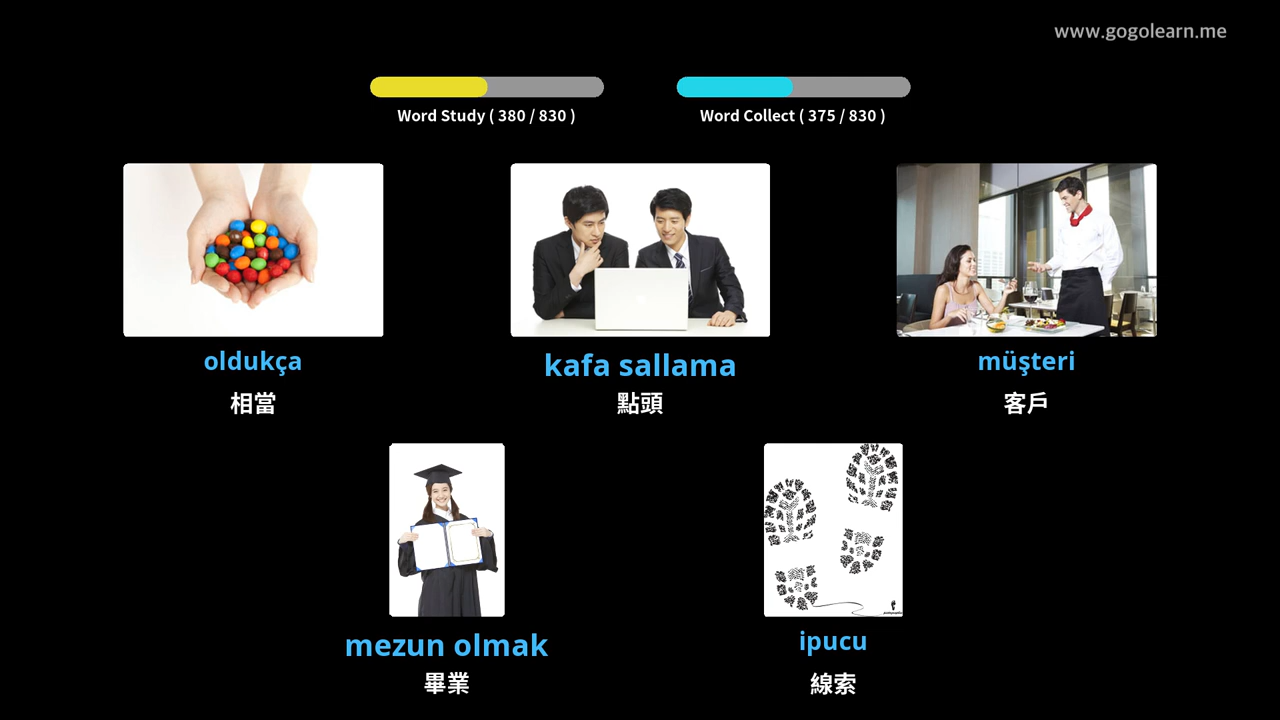 www.gogolearn.me
Word Study ( 380 / 830 )
Word Collect ( 375 / 830 )
oldukça
相當
kafa sallama
點頭
müşteri
客戶
mezun olmak
畢業
ipucu
線索